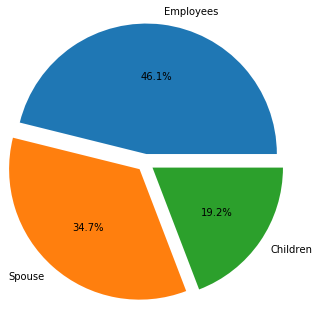 Employees
46.1%
34.7%
19.2%
Spouse
Children